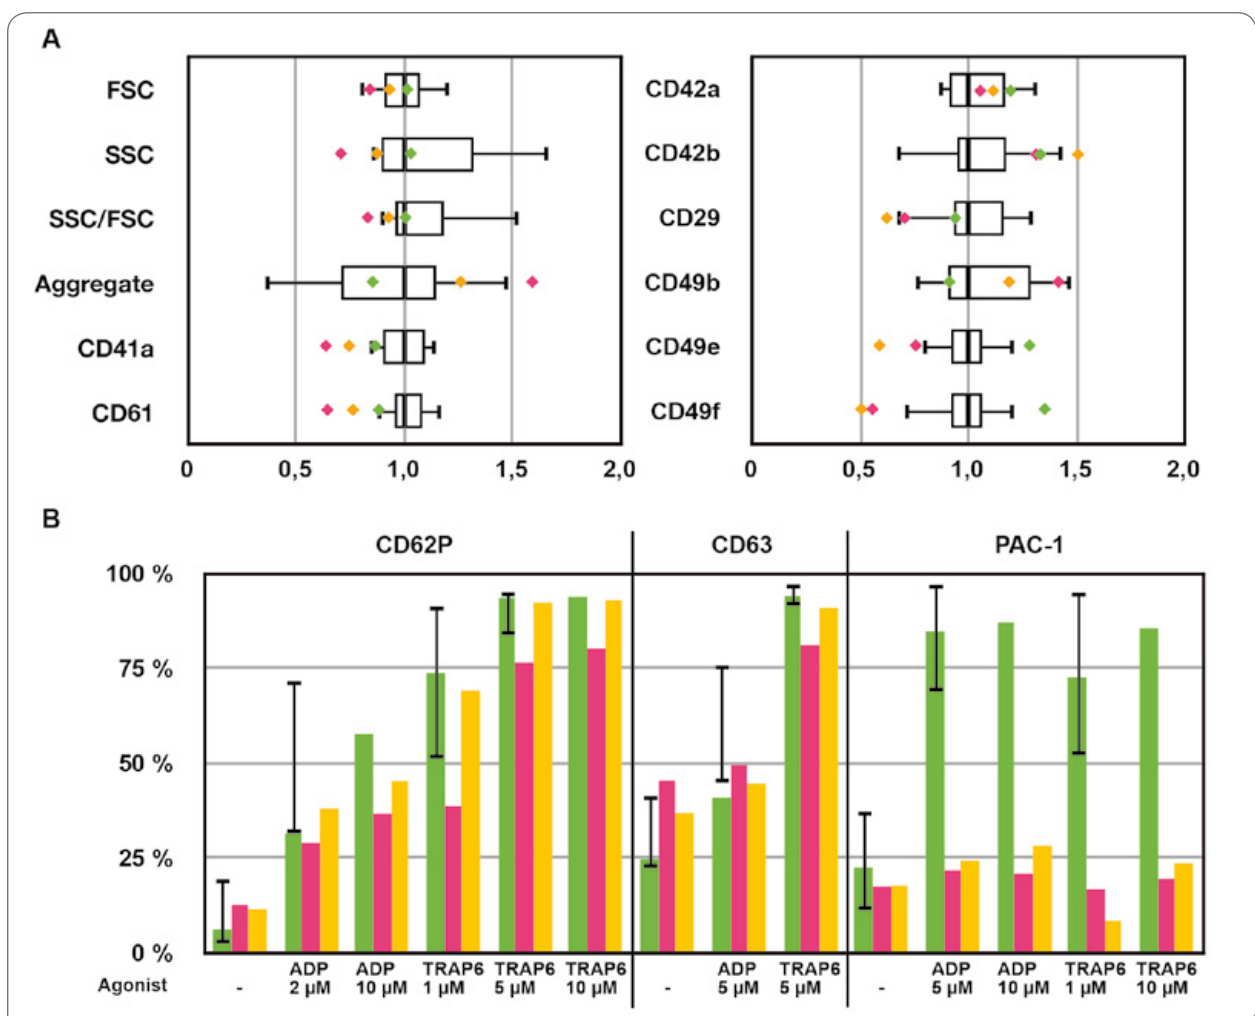 A
FSC CD42a
SSC CD42b
SSC/FSC CD29
Aggregate CD49b
CD41a CD49e
CD61 CD49f
0 0,5 1,0 1,5 2,0 0 0,5 1,0 1,5 2,0
B
CD62P CD63 PAC-1
100 %
75 %
50 %
25 %
0 %
ADP ADP TRAP6 TRAP6 TRAP6 ADP TRAP6 ADP ADP TRAP6 TRAP6
Agonist - 2 µM 10 µM 1 µM 5 µM 10 µM - 5 µM 5 µM - 5 µM 10 µM 1 µM 10 µM